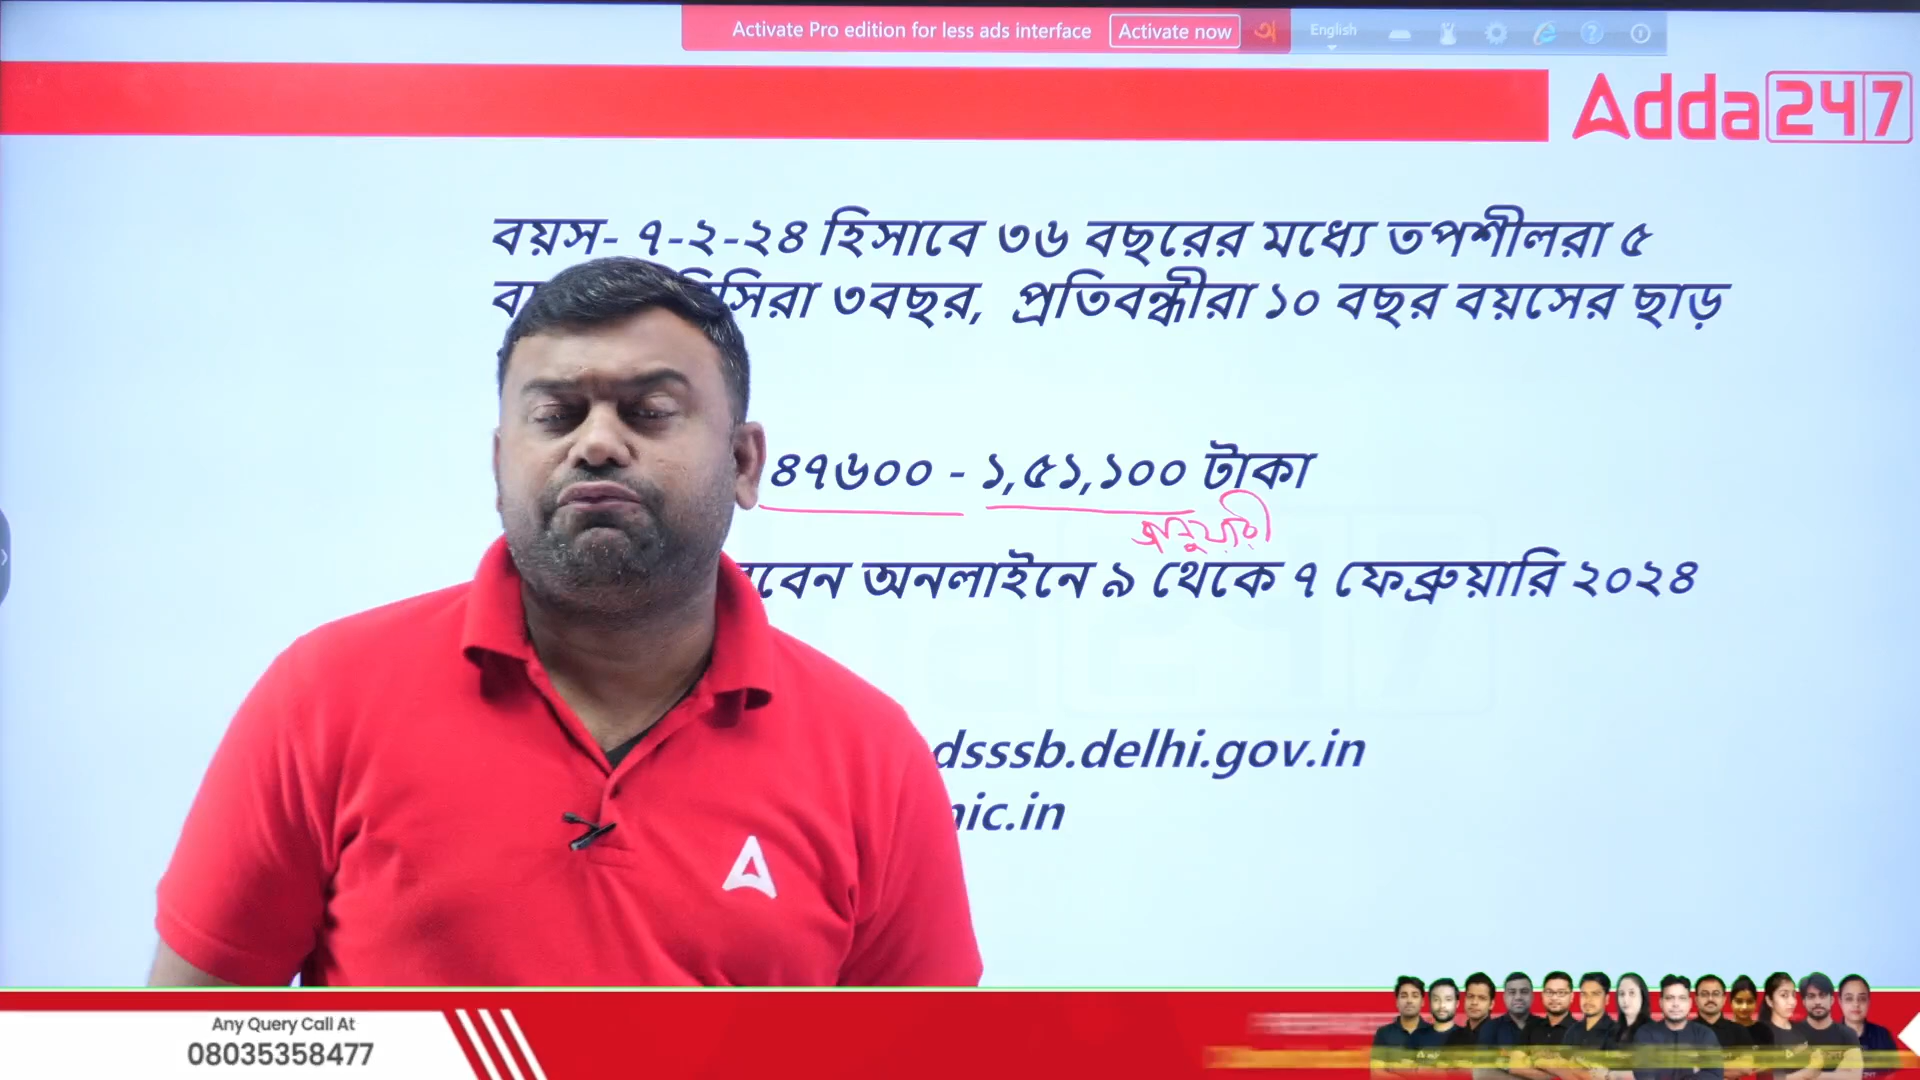 Activate Pro edition for less ads interface Activate now English
Adda247
বয়স- ৭-২-২৪ হিসাবে ৩৬ বছরের মধ্যে তপশীলরা ৫
৩বছর, প্রতিবন্ধীরা ১০ বছর বয়সের ছাড়
৪৭৬০০ - ১,৫১,১০০ টাকা
অনলাইনে ৯ থেকে ৭ ফেব্রুয়ারি ২০২৪
dsssb.delhi.gov.in
nic.in
Any Query Call At
08035358477